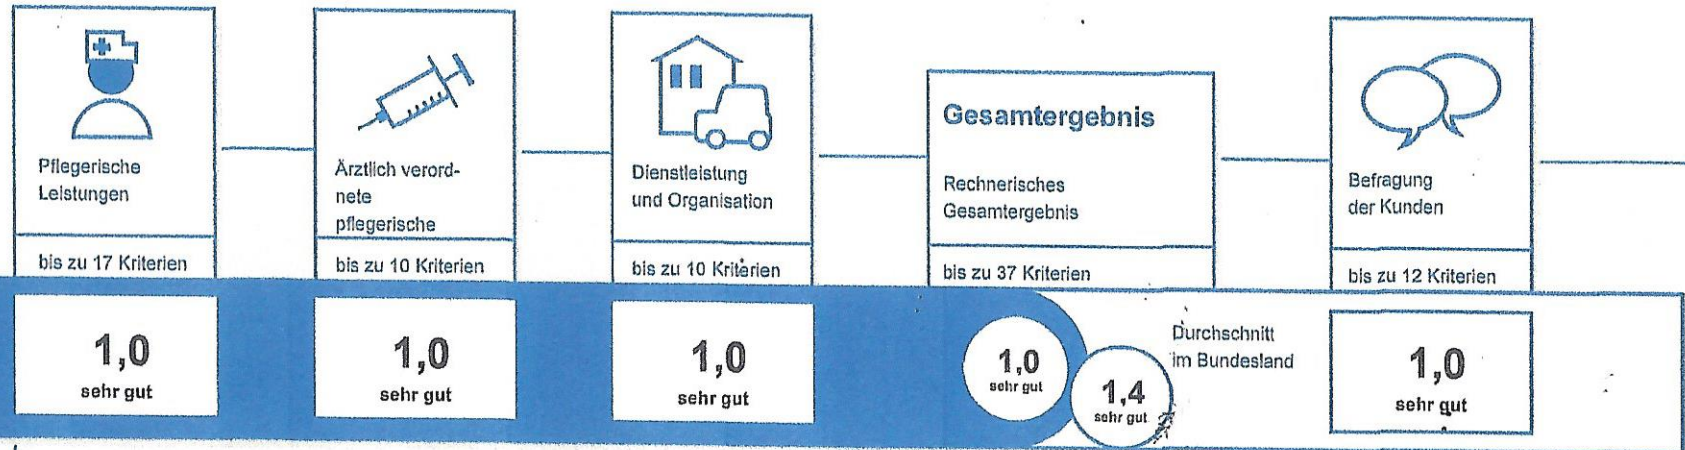 Pflegerische
Leistungen
bis zu 17 Kriterien
1,0
sehr gut
Ärztlich verord-
nete
pflegerische
bis zu 10 Kriterien
1,0
sehr gut
Dienstleistung
und Organisation
bis zu 10 Kriterien
1,0
sehr gut
Gesamtergebnis
Rechnerisches
Gesamtergebnis
bis zu 37 Kriterien
1,0
sehr gut
1,4
sehr gut
Durchschnitt
im Bundesland
Befragung
der Kunden
bis zu 12 Kriterien
1,0
sehr gut